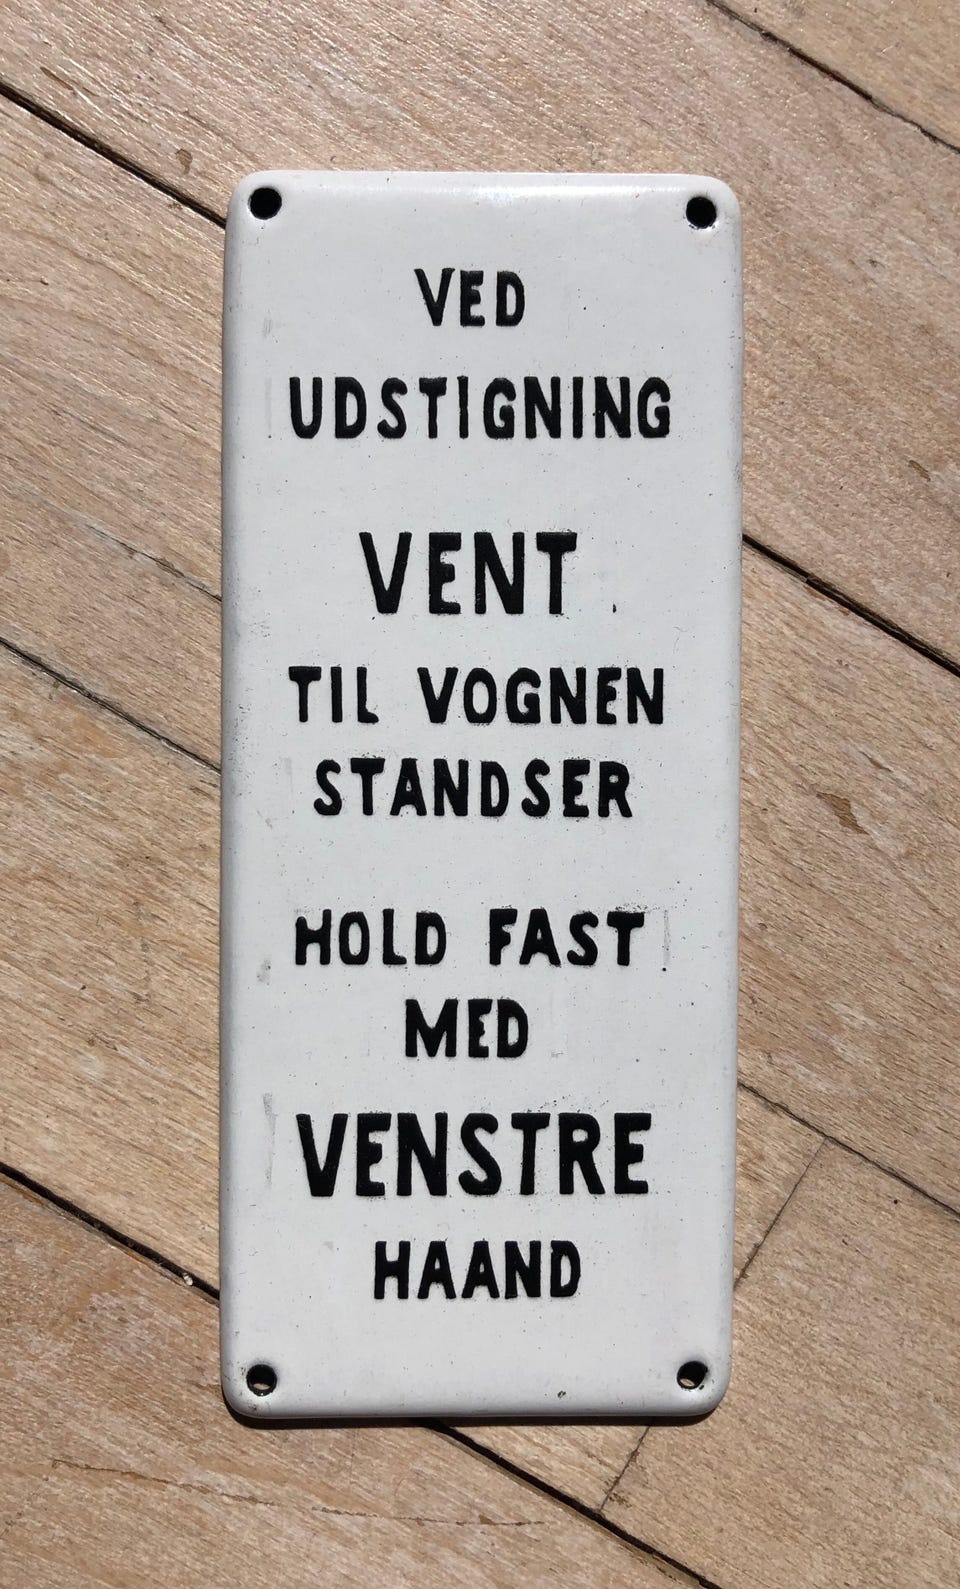 VED
UDSTIGNING
VENT
TIL VOGNEN
STANDSER
HOLD FAST
MED
VENSTRE
HAAND